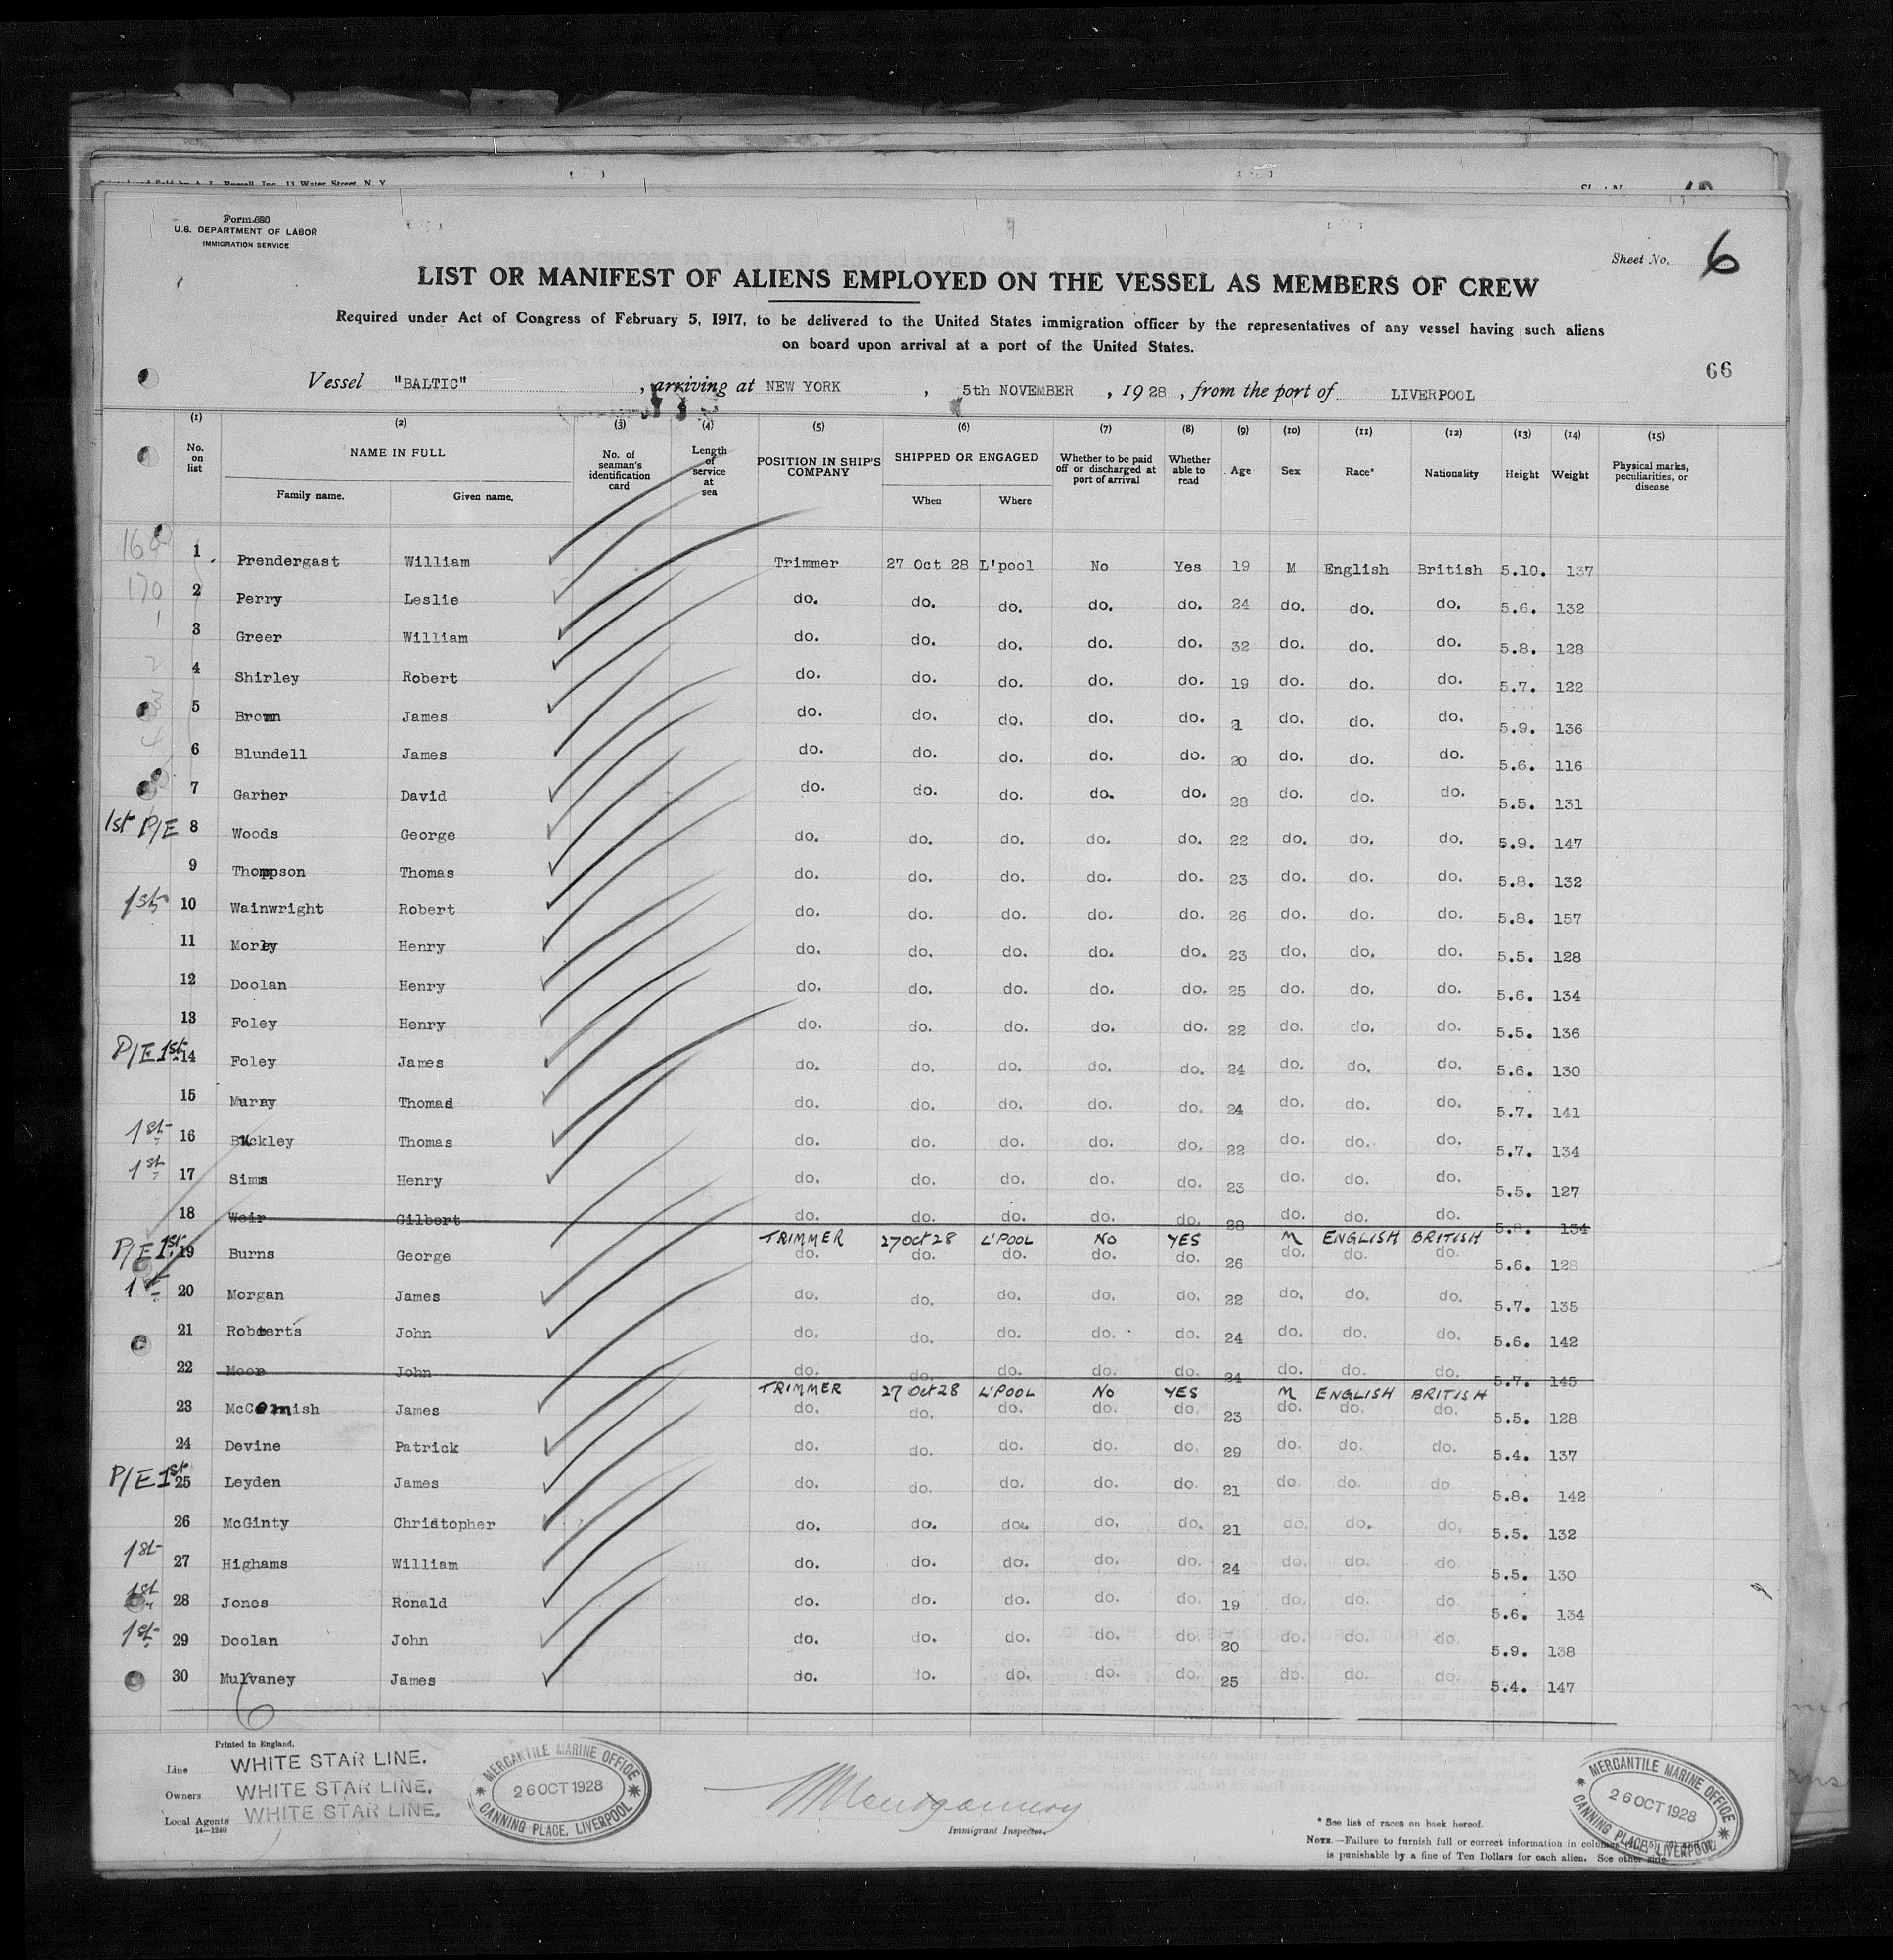 Form 680
U.S. DEPARTMENT OF LABOR
IMMIGRATION SERVICE
Sheet No. 6
LIST OR MANIFEST OF ALIENS EMPLOYED ON THE VESSEL AS MEMBERS OF CREW
Required under Act of Congress of February 5, 1917, to be delivered to the United States immigration officer by the representatives of any vessel having such aliens
on board upon arrival at a port of the United States.
66
Vessel "BALTIC", arriving at NEW YORK, 5th NOVEMBER, 1928, from the port of LIVERPOOL
(1) (2) (3) (4) (5) (6) (7) (8) (9) (10) (11) (12) (13) (14) (15)
No. on list NAME IN FULL Family name. Given name. No. of seaman's identification card Length of service at sea POSITION IN SHIP'S COMPANY SHIPPED OR ENGAGED When Where Whether to be paid off or discharged at port of arrival Whether able to read Age Sex Race* Nationality Height Weight Physical marks, peculiarities, or disease
1 Prendergast William Trimmer 27 Oct 28 L'pool No Yes 19 M English British 5.10. 137
170 2 Perry Leslie do. do. do. do. do. 24 do. do. do. 5.6. 132
1 3 Greer William do. do. do. do. do. 32 do. do. do. 5.8. 128
2 4 Shirley Robert do. do. do. do. do. 19 do. do. do. 5.7. 122
3 5 Brown James do. do. do. do. do. do. do. do. 5.9. 136
4 6 Blundell James do. do. do. do. do. 20 do. do. do. 5.6. 116
7 Garner David do. do. do. do. do. 28 do. do. do. 5.5. 131
1st P/E 8 Woods George do. do. do. do. do. 22 do. do. do. 5.9. 147
9 Thompson Thomas do. do. do. do. do. 23 do. do. do. 5.8. 132
1st 10 Wainwright Robert do. do. do. do. do. 26 do. do. do. 5.8. 157
11 Morley Henry do. do. do. do. do. 23 do. do. do. 5.5. 128
12 Doolan Henry do. do. do. do. do. 25 do. do. do. 5.6. 134
13 Foley Henry do. do. do. do. do. 22 do. do. do. 5.5. 136
P/E 1st 14 Foley James do. do. do. do. do. 24 do. do. do. 5.6. 130
15 Murray Thomas do. do. do. do. do. 24 do. do. do. 5.7. 141
1st 16 Buckley Thomas do. do. do. do. do. 22 do. do. do. 5.7. 134
1st 17 Simms Henry do. do. do. do. do. 23 do. do. do. 5.5. 127
18 Weir Gilbert do. do. do. do. do. 28 do. do. do. 5.8. 134
TRIMMER 27 Oct 28 L'POOL No YES M ENGLISH BRITISH
P/E 1st 19 Burns George do. do. do. do. do. 26 do. do. do. 5.6. 128
1st 20 Morgan James do. do. do. do. do. 22 do. do. do. 5.7. 135
21 Roberts John do. do. do. do. do. 24 do. do. do. 5.6. 142
22 Moor John do. do. do. do. do. 24 do. do. do. 5.7. 145
TRIMMER 27 Oct 28 L'POOL No YES M ENGLISH BRITISH
23 McCormish James do. do. do. do. do. 23 do. do. do. 5.5. 128
24 Devine Patrick do. do. do. do. do. 29 do. do. do. 5.4. 137
P/E 1st 25 Leyden James do. do. do. do. do. 21 do. do. do 5.8. 142
26 McGinty Christopher do. do. do. do. do. 21 do. do. do. 5.5. 132
1st 27 Highams William do. do. do. do. do. 24 do. do. do. 5.5. 130
1st 28 Jones Ronald do. do. do. do. do. 19 do. do. do. 5.6. 134
1st 29 Doolan John do. do. do. do. do. 20 do. do. do. 5.9. 138
30 Mulvaney James do. do. do. do. do. 25 do. do. do. 5.4. 147
6
Printed in England.
Line WHITE STAR LINE.
Owners WHITE STAR LINE.
Local Agents WHITE STAR LINE.
14—1240
MERCANTILE MARINE OFFICE
26 OCT 1928
CANNING PLACE, LIVERPOOL
Montgomery
Immigrant Inspector.
MERCANTILE MARINE OFFICE
26 OCT 1928
CANNING PLACE, LIVERPOOL
* See list of races on back hereof.
NOTE.—Failure to furnish full or correct information in columns
is punishable by a fine of Ten Dollars for each alien. See other side.